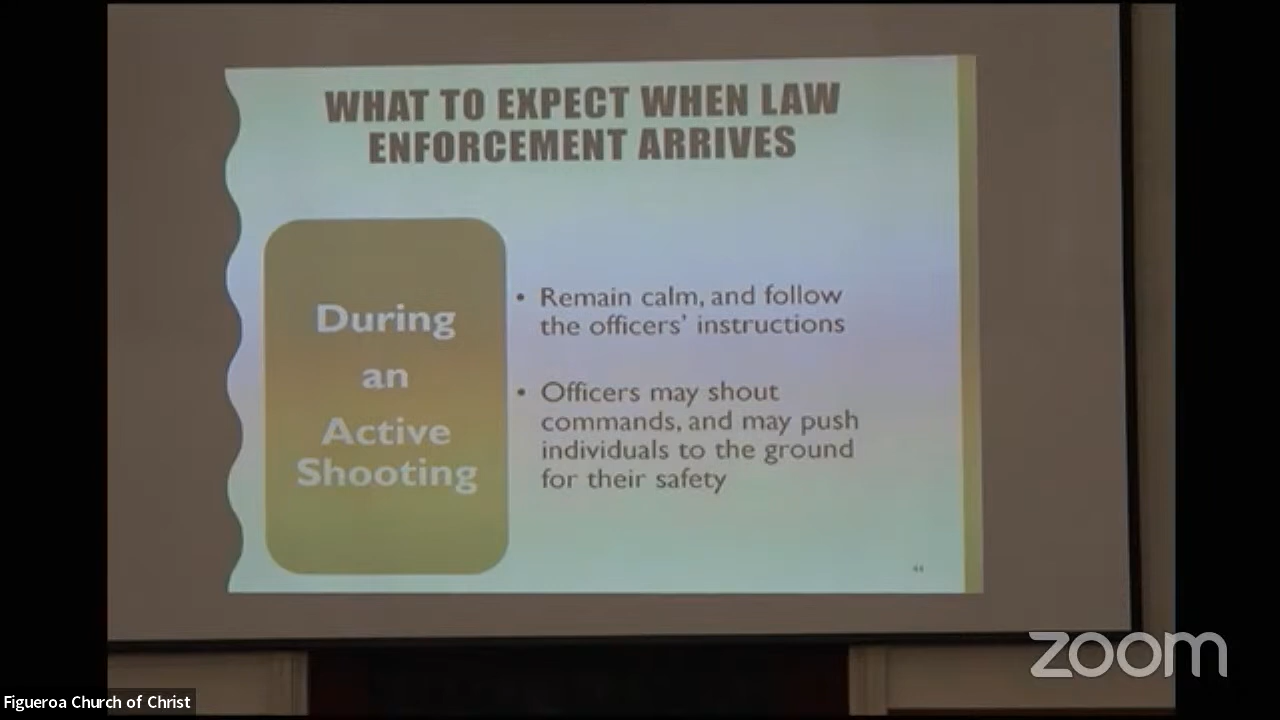 WHAT TO EXPECT WHEN LAW
ENFORCEMENT ARRIVES
During
an
Active
Shooting
• Remain calm, and follow
the officers' instructions
• Officers may shout
commands, and may push
individuals to the ground
for their safety
44
zoom
Figueroa Church of Christ